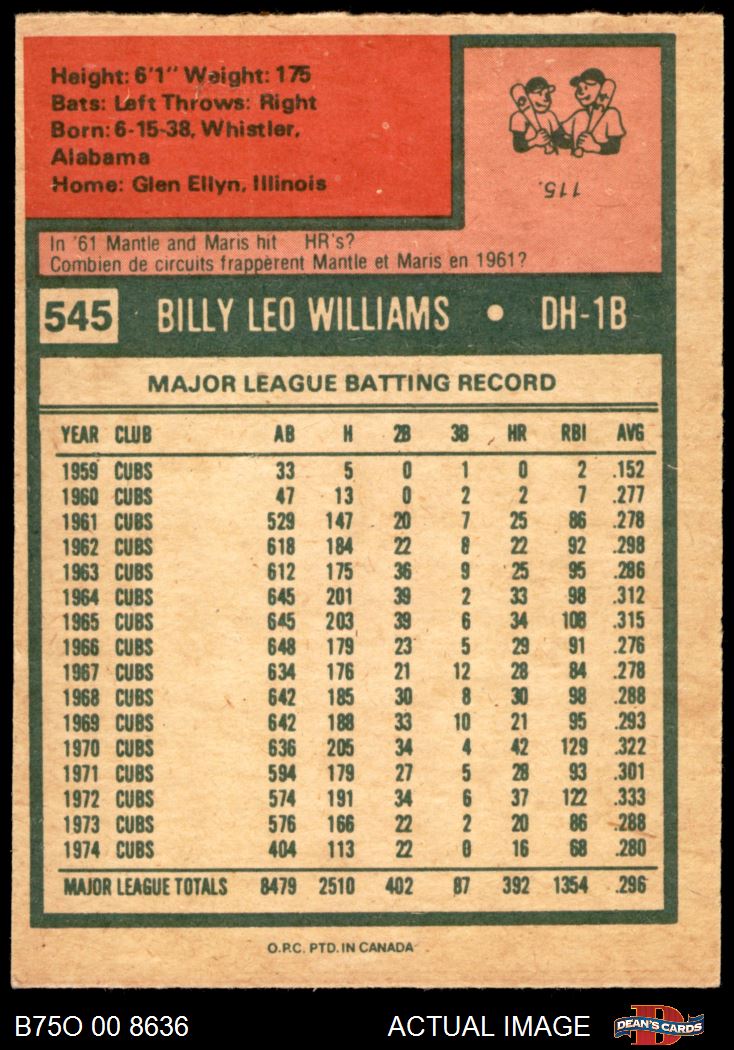 Height: 6'1" Weight: 175
Bats: Left Throws: Right
Born: 6-15-38, Whistler,
Alabama
Home: Glen Ellyn, Illinois
115.
In '61 Mantle and Maris hit HR's?
Combien de circuits frappèrent Mantle et Maris en 1961?
545 BILLY LEO WILLIAMS • DH-1B
MAJOR LEAGUE BATTING RECORD
YEAR CLUB AB H 2B 3B HR RBI AVG
1959 CUBS 33 5 0 1 0 2 .152
1960 CUBS 47 13 0 2 2 7 .277
1961 CUBS 529 147 20 7 25 86 .278
1962 CUBS 618 184 22 8 22 92 .298
1963 CUBS 612 175 36 9 25 95 .286
1964 CUBS 645 201 39 2 33 98 .312
1965 CUBS 645 203 39 6 34 108 .315
1966 CUBS 648 179 23 5 29 91 .276
1967 CUBS 634 176 21 12 28 84 .278
1968 CUBS 642 185 30 8 30 98 .288
1969 CUBS 642 188 33 10 21 95 .293
1970 CUBS 636 205 34 4 42 129 .322
1971 CUBS 594 179 27 5 28 93 .301
1972 CUBS 574 191 34 6 37 122 .333
1973 CUBS 576 166 22 2 20 86 .288
1974 CUBS 404 113 22 0 16 68 .280
MAJOR LEAGUE TOTALS 8479 2510 402 87 392 1354 .296
O.P.C. PTD. IN CANADA
B75O 00 8636 ACTUAL IMAGE DEAN'S CARDS